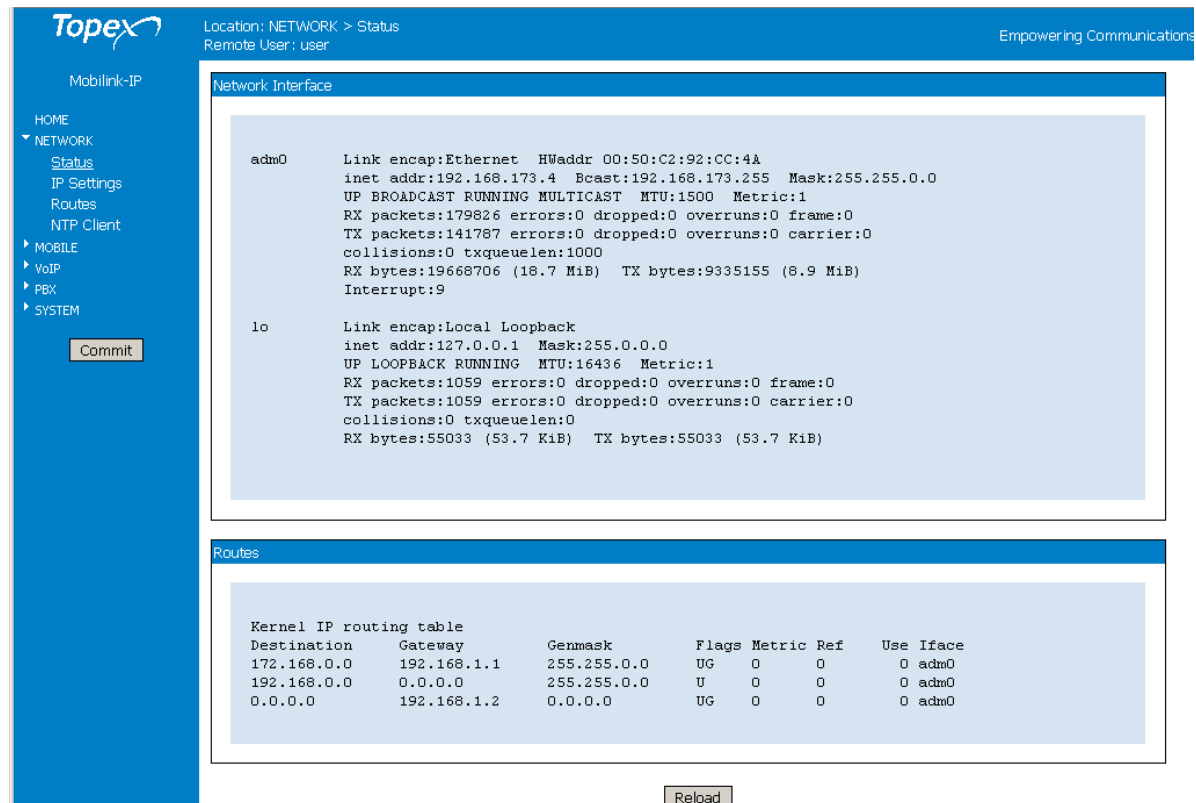 Topex
Location: NETWORK > Status
Remote User: user
Empowering Communications
Mobilink-IP
HOME
NETWORK
Status
IP Settings
Routes
NTP Client
MOBILE
VoIP
PBX
SYSTEM
Commit
Network Interface
adm0 Link encap:Ethernet HWaddr 00:50:C2:92:CC:4A
inet addr:192.168.173.4 Bcast:192.168.173.255 Mask:255.255.0.0
UP BROADCAST RUNNING MULTICAST MTU:1500 Metric:1
RX packets:179826 errors:0 dropped:0 overruns:0 frame:0
TX packets:141787 errors:0 dropped:0 overruns:0 carrier:0
collisions:0 txqueuelen:1000
RX bytes:19668706 (18.7 MiB) TX bytes:9335155 (8.9 MiB)
Interrupt:9
lo Link encap:Local Loopback
inet addr:127.0.0.1 Mask:255.0.0.0
UP LOOPBACK RUNNING MTU:16436 Metric:1
RX packets:1059 errors:0 dropped:0 overruns:0 frame:0
TX packets:1059 errors:0 dropped:0 overruns:0 carrier:0
collisions:0 txqueuelen:0
RX bytes:55033 (53.7 KiB) TX bytes:55033 (53.7 KiB)
Routes
Kernel IP routing table
Destination Gateway Genmask Flags Metric Ref Use Iface
172.168.0.0 192.168.1.1 255.255.0.0 UG 0 0 0 adm0
192.168.0.0 0.0.0.0 255.255.0.0 U 0 0 0 adm0
0.0.0.0 192.168.1.2 0.0.0.0 UG 0 0 0 adm0
Reload